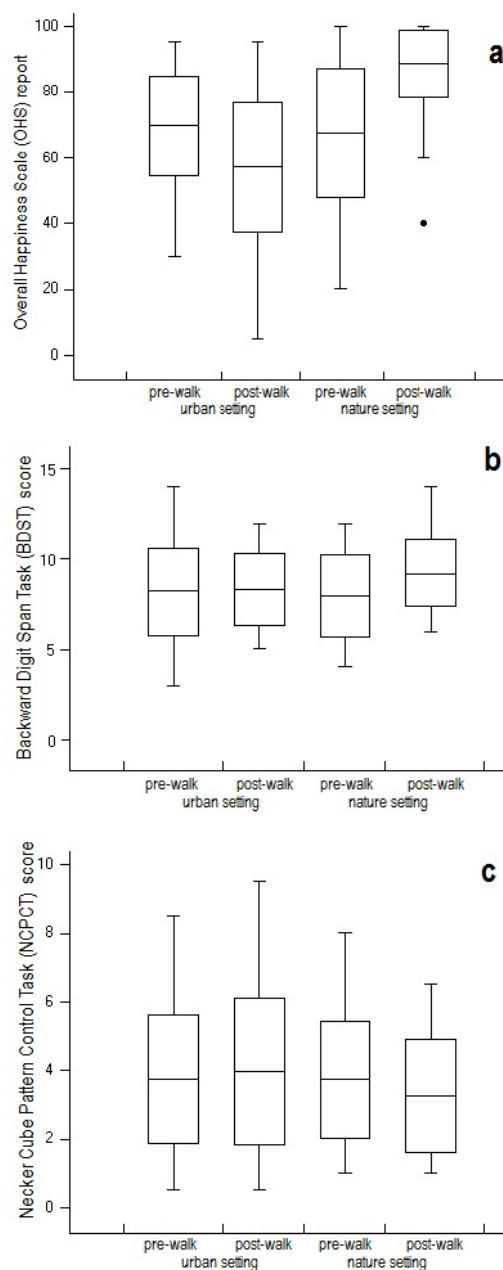 a
Overall Happiness Scale (OHS) report
100
80
60
40
20
0
pre-walk post-walk pre-walk post-walk
urban setting nature setting
b
Backward Digit Span Task (BDST) score
15
10
5
0
pre-walk post-walk pre-walk post-walk
urban setting nature setting
c
Necker Cube Pattern Control Task (NCPCT) score
10
8
6
4
2
0
pre-walk post-walk pre-walk post-walk
urban setting nature setting